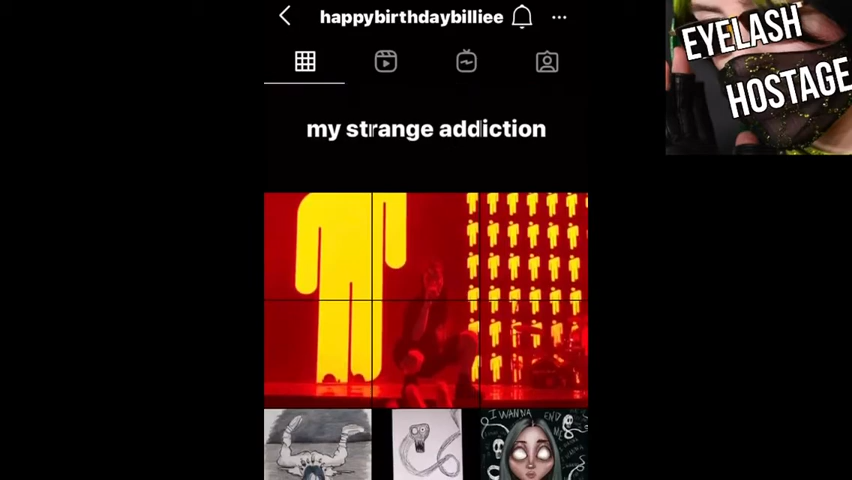 happybirthdaybilliee
EYELASH
HOSTAGE
my strange addiction
I WANNA END
ME